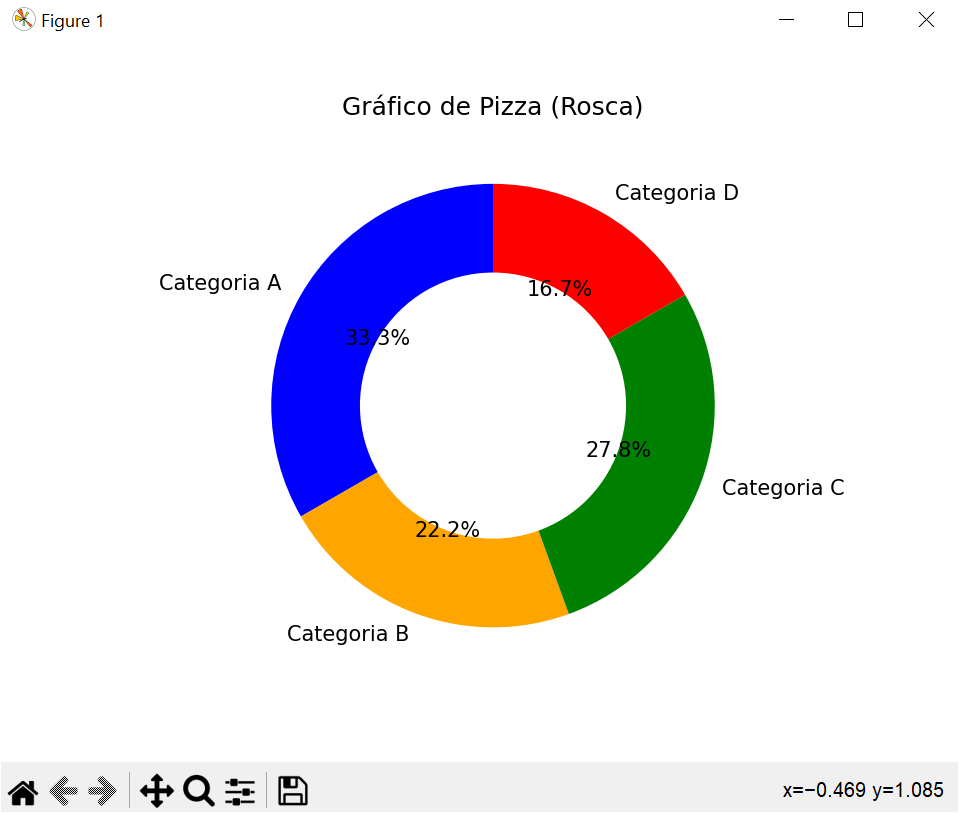 Figure 1
Gráfico de Pizza (Rosca)
Categoria D
Categoria A
16.7%
33.3%
27.8%
Categoria C
22.2%
Categoria B
x=−0.469 y=1.085